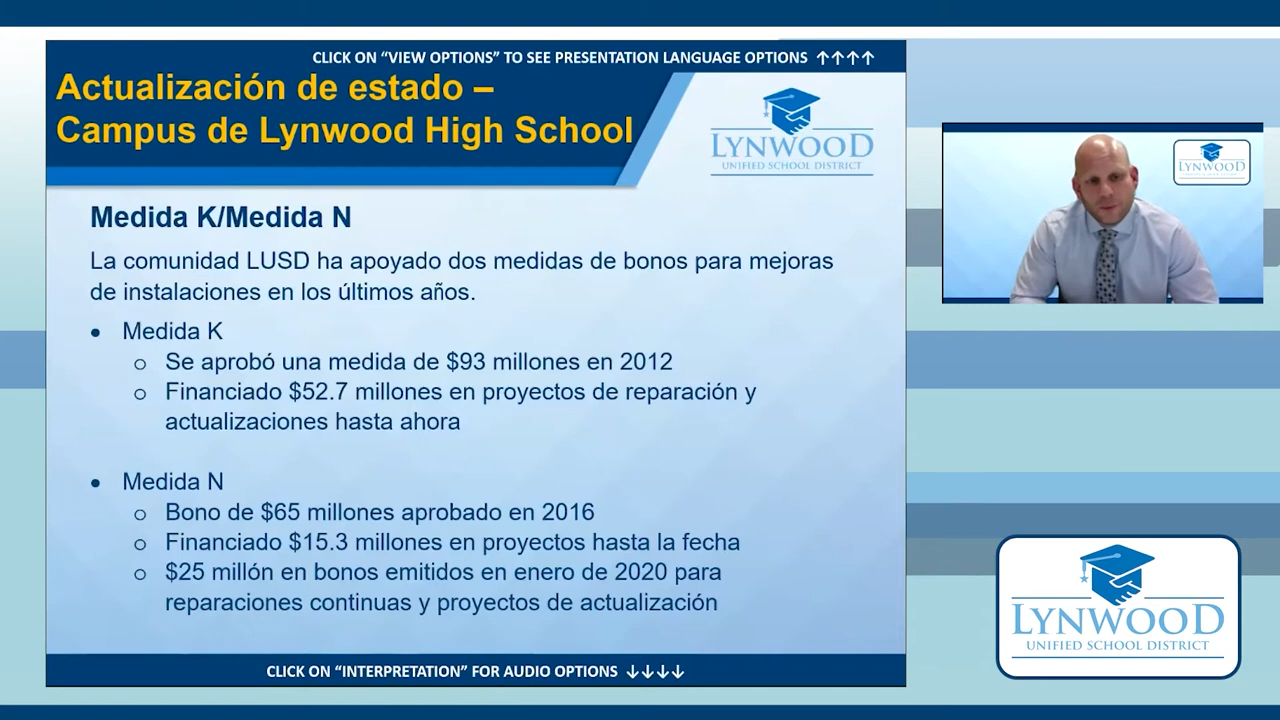 CLICK ON “VIEW OPTIONS” TO SEE PRESENTATION LANGUAGE OPTIONS ↑↑↑↑
Actualización de estado –
Campus de Lynwood High School
LYNWOOD
UNIFIED SCHOOL DISTRICT
Medida K/Medida N
La comunidad LUSD ha apoyado dos medidas de bonos para mejoras
de instalaciones en los últimos años.
• Medida K
o Se aprobó una medida de $93 millones en 2012
o Financiado $52.7 millones en proyectos de reparación y
actualizaciones hasta ahora
• Medida N
o Bono de $65 millones aprobado en 2016
o Financiado $15.3 millones en proyectos hasta la fecha
o $25 millón en bonos emitidos en enero de 2020 para
reparaciones continuas y proyectos de actualización
CLICK ON “INTERPRETATION” FOR AUDIO OPTIONS ↓↓↓↓
LYNWOOD
LYNWOOD
UNIFIED SCHOOL DISTRICT